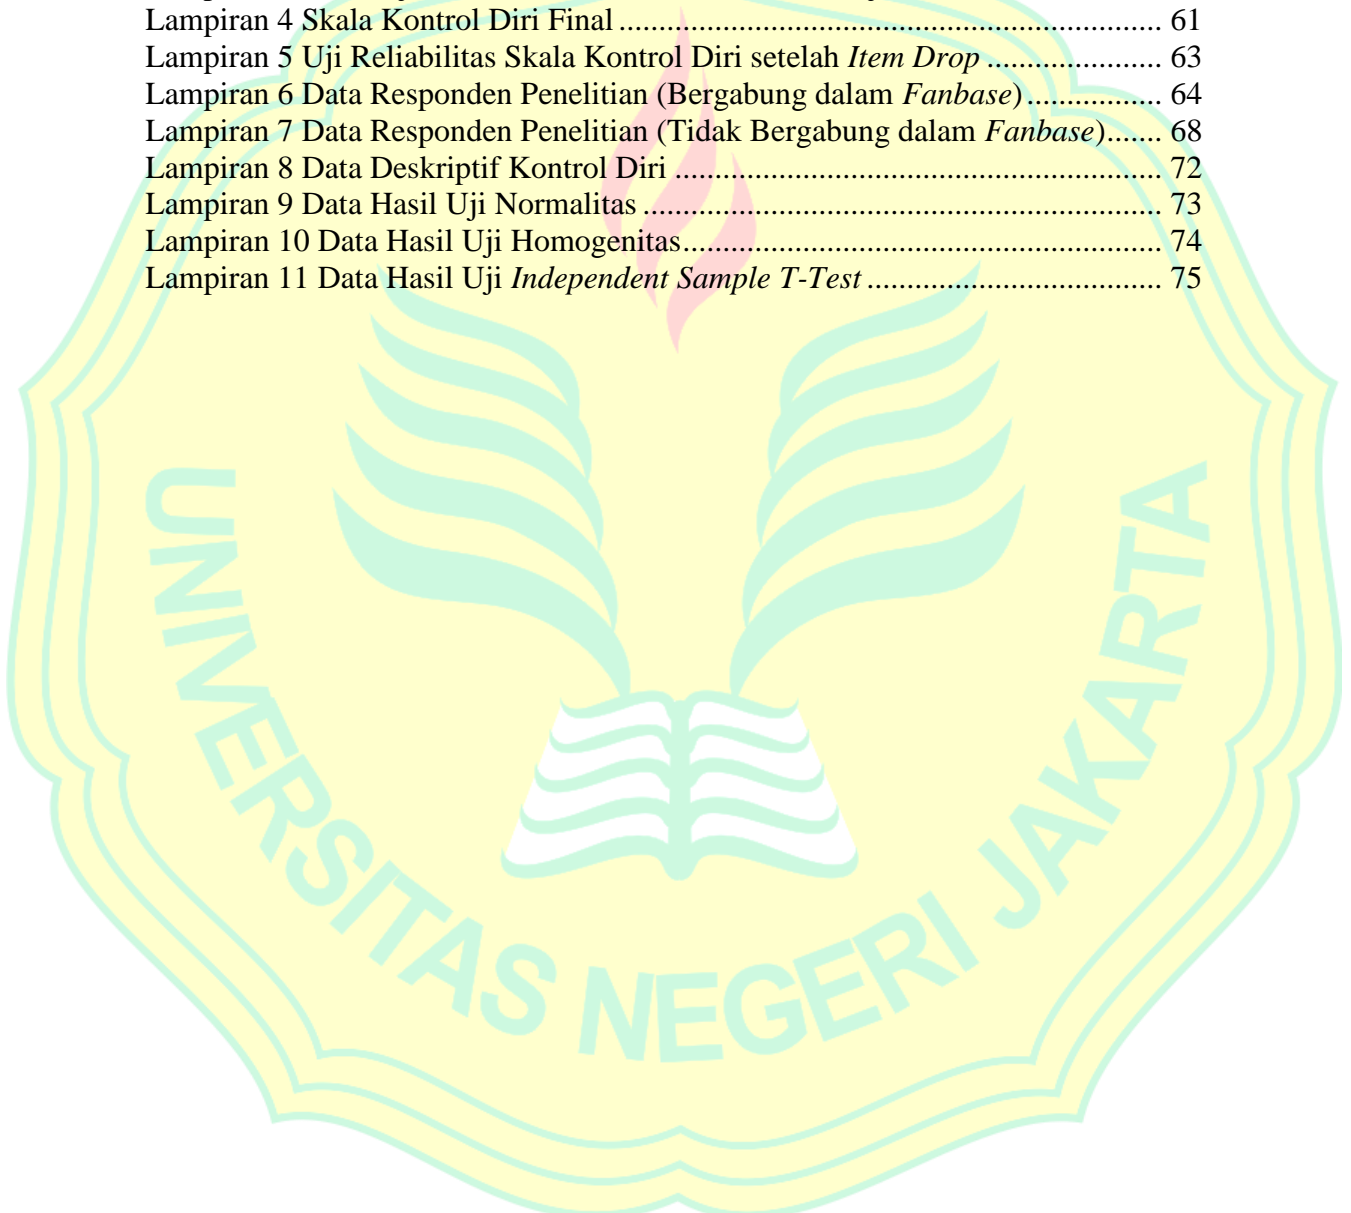 Lampiran 4 Skala Kontrol Diri Final .................................................................. 61
Lampiran 5 Uji Reliabilitas Skala Kontrol Diri setelah Item Drop ..................... 63
Lampiran 6 Data Responden Penelitian (Bergabung dalam Fanbase) ................ 64
Lampiran 7 Data Responden Penelitian (Tidak Bergabung dalam Fanbase)....... 68
Lampiran 8 Data Deskriptif Kontrol Diri ........................................................... 72
Lampiran 9 Data Hasil Uji Normalitas ............................................................... 73
Lampiran 10 Data Hasil Uji Homogenitas.......................................................... 74
Lampiran 11 Data Hasil Uji Independent Sample T-Test .................................... 75
UNIVERSITAS NEGERI JAKARTA